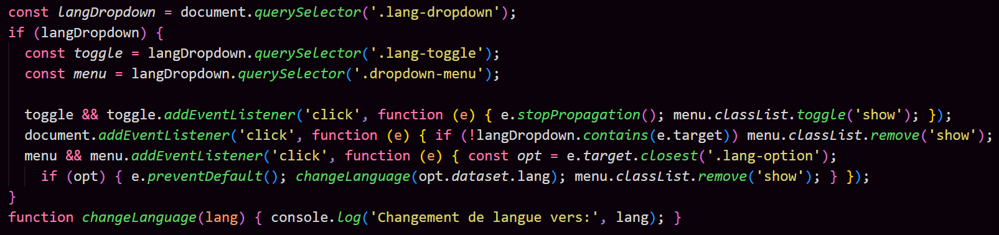 const langDropdown = document.querySelector('.lang-dropdown');
if (langDropdown) {
  const toggle = langDropdown.querySelector('.lang-toggle');
  const menu = langDropdown.querySelector('.dropdown-menu');

  toggle && toggle.addEventListener('click', function (e) { e.stopPropagation(); menu.classList.toggle('show'); });
  document.addEventListener('click', function (e) { if (!langDropdown.contains(e.target)) menu.classList.remove('show');
  menu && menu.addEventListener('click', function (e) { const opt = e.target.closest('.lang-option');
    if (opt) { e.preventDefault(); changeLanguage(opt.dataset.lang); menu.classList.remove('show'); } });
}
function changeLanguage(lang) { console.log('Changement de langue vers:', lang); }